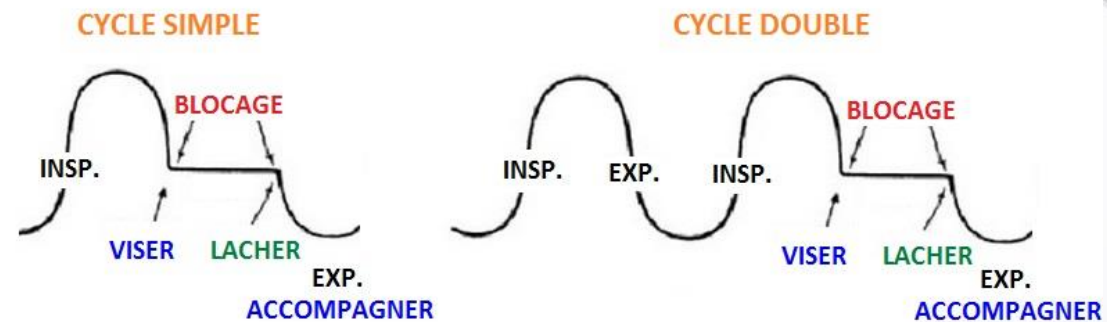 CYCLE SIMPLE
BLOCAGE
INSP.
VISER LACHER
EXP.
ACCOMPAGNER
CYCLE DOUBLE
BLOCAGE
INSP. EXP. INSP.
VISER LACHER
EXP.
ACCOMPAGNER